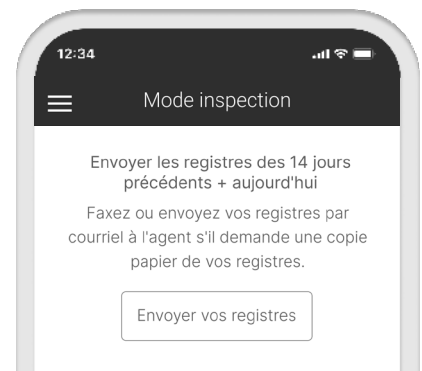 12:34
Mode inspection
Envoyer les registres des 14 jours
précédents + aujourd'hui
Faxez ou envoyez vos registres par
courriel à l'agent s'il demande une copie
papier de vos registres.
Envoyer vos registres